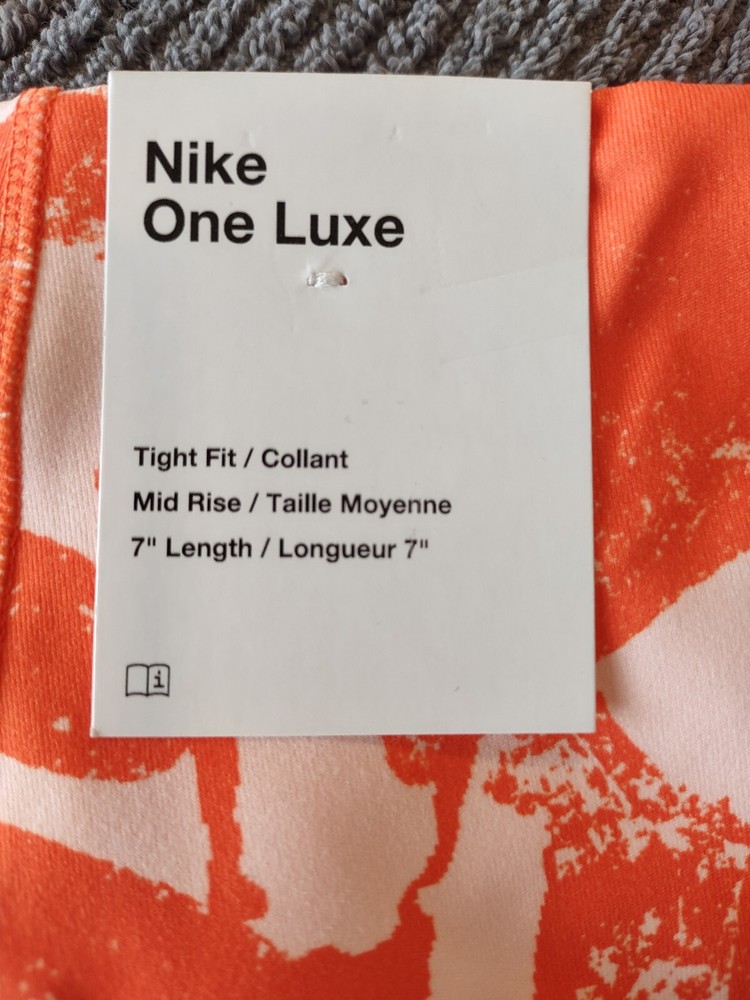 Nike
One Luxe
Tight Fit / Collant
Mid Rise / Taille Moyenne
7" Length / Longueur 7"
i